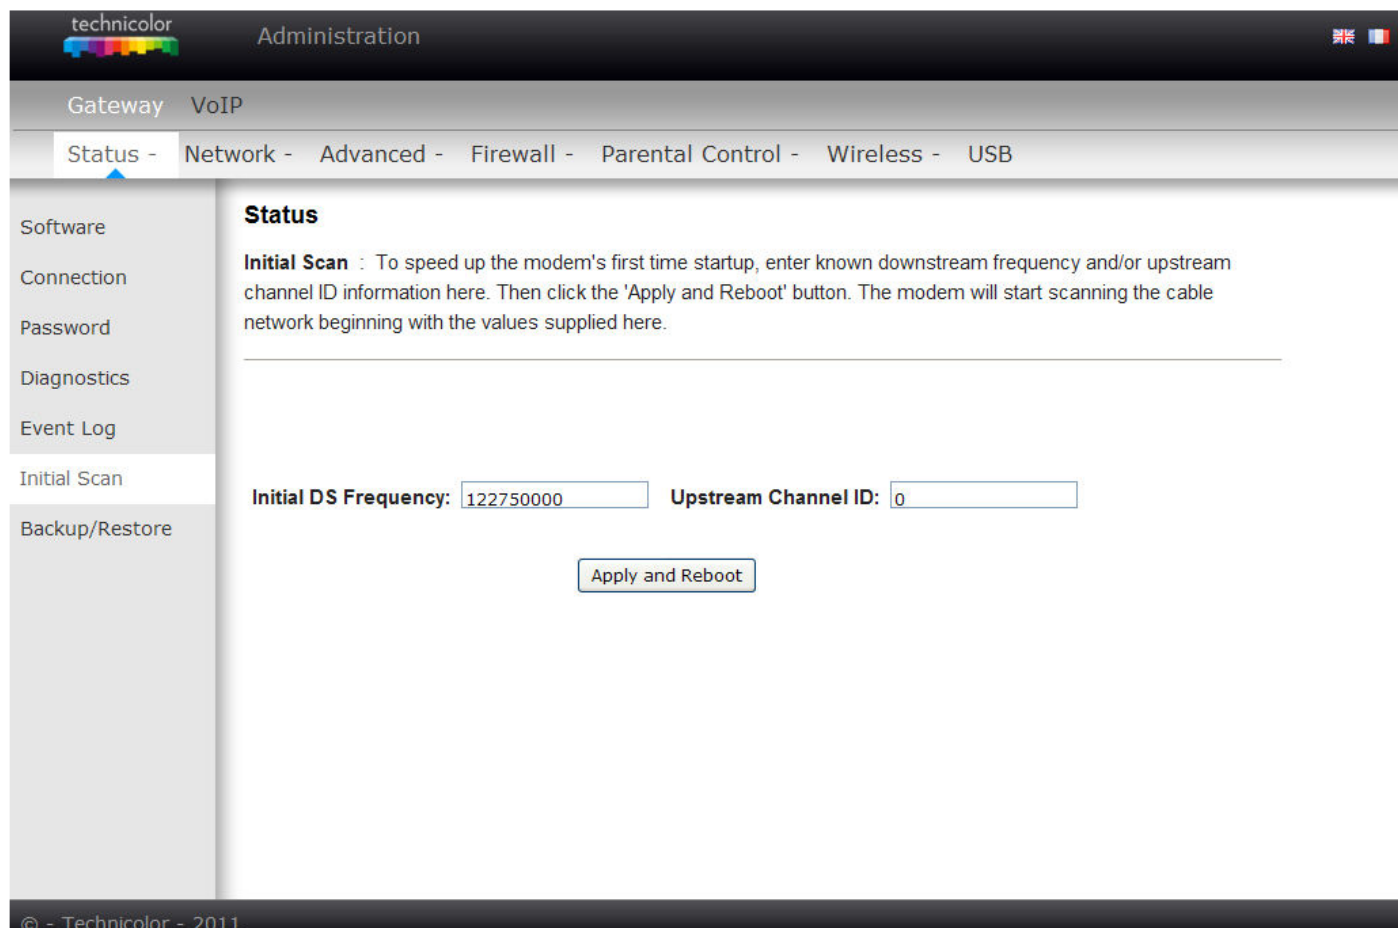 technicolor
Administration
Gateway VoIP
Status - Network - Advanced - Firewall - Parental Control - Wireless - USB
Software
Connection
Password
Diagnostics
Event Log
Initial Scan
Backup/Restore
Status
Initial Scan : To speed up the modem's first time startup, enter known downstream frequency and/or upstream
channel ID information here. Then click the 'Apply and Reboot' button. The modem will start scanning the cable
network beginning with the values supplied here.
Initial DS Frequency: 122750000 Upstream Channel ID: 0
Apply and Reboot
© - Technicolor - 2011